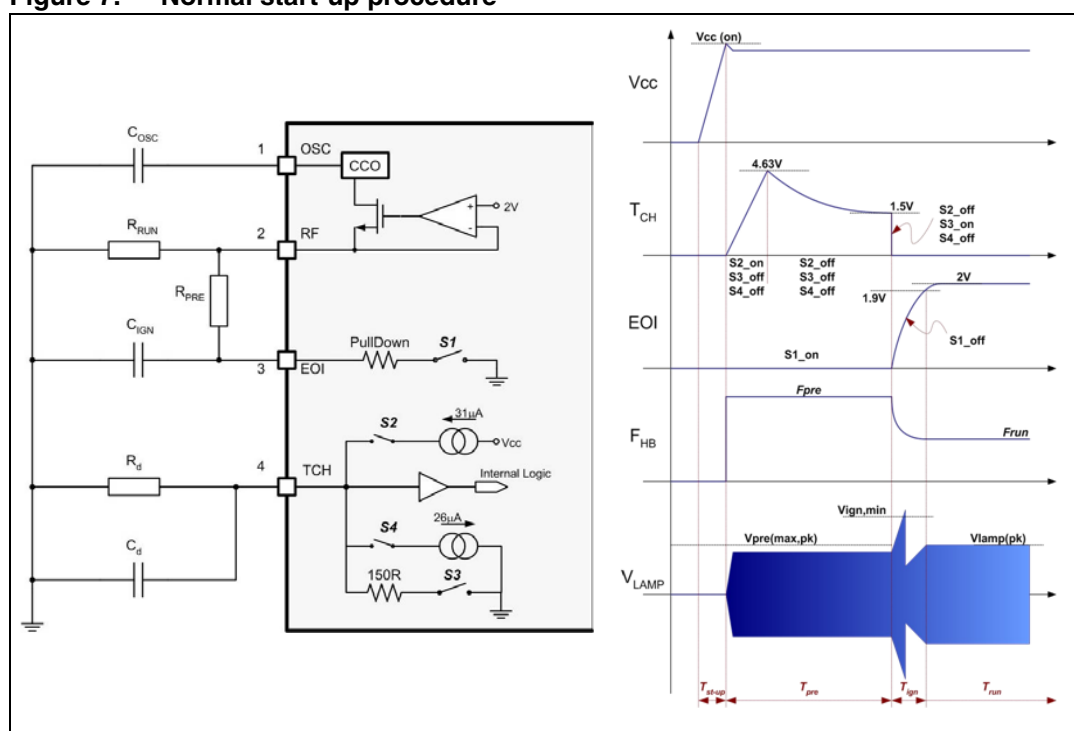 Figure 7. Normal start-up procedure
COSC
1
OSC
CCO
RRUN
2
RF
+
-
2V
RPRE
CIGN
3
EOI
PullDown
S1
S2
31µA
Vcc
Rd
4
TCH
Internal Logic
S4
26µA
Cd
150R
S3
Vcc (on)
Vcc
4.63V
TCH
1.5V
S2_off
S3_on
S4_off
S2_on
S3_off
S4_off
S2_off
S3_off
S4_off
2V
1.9V
EOI
S1_off
S1_on
Fpre
FHB
Frun
Vign,min
Vpre(max,pk)
Vlamp(pk)
VLAMP
Tst-up
Tpre
Tign
Trun